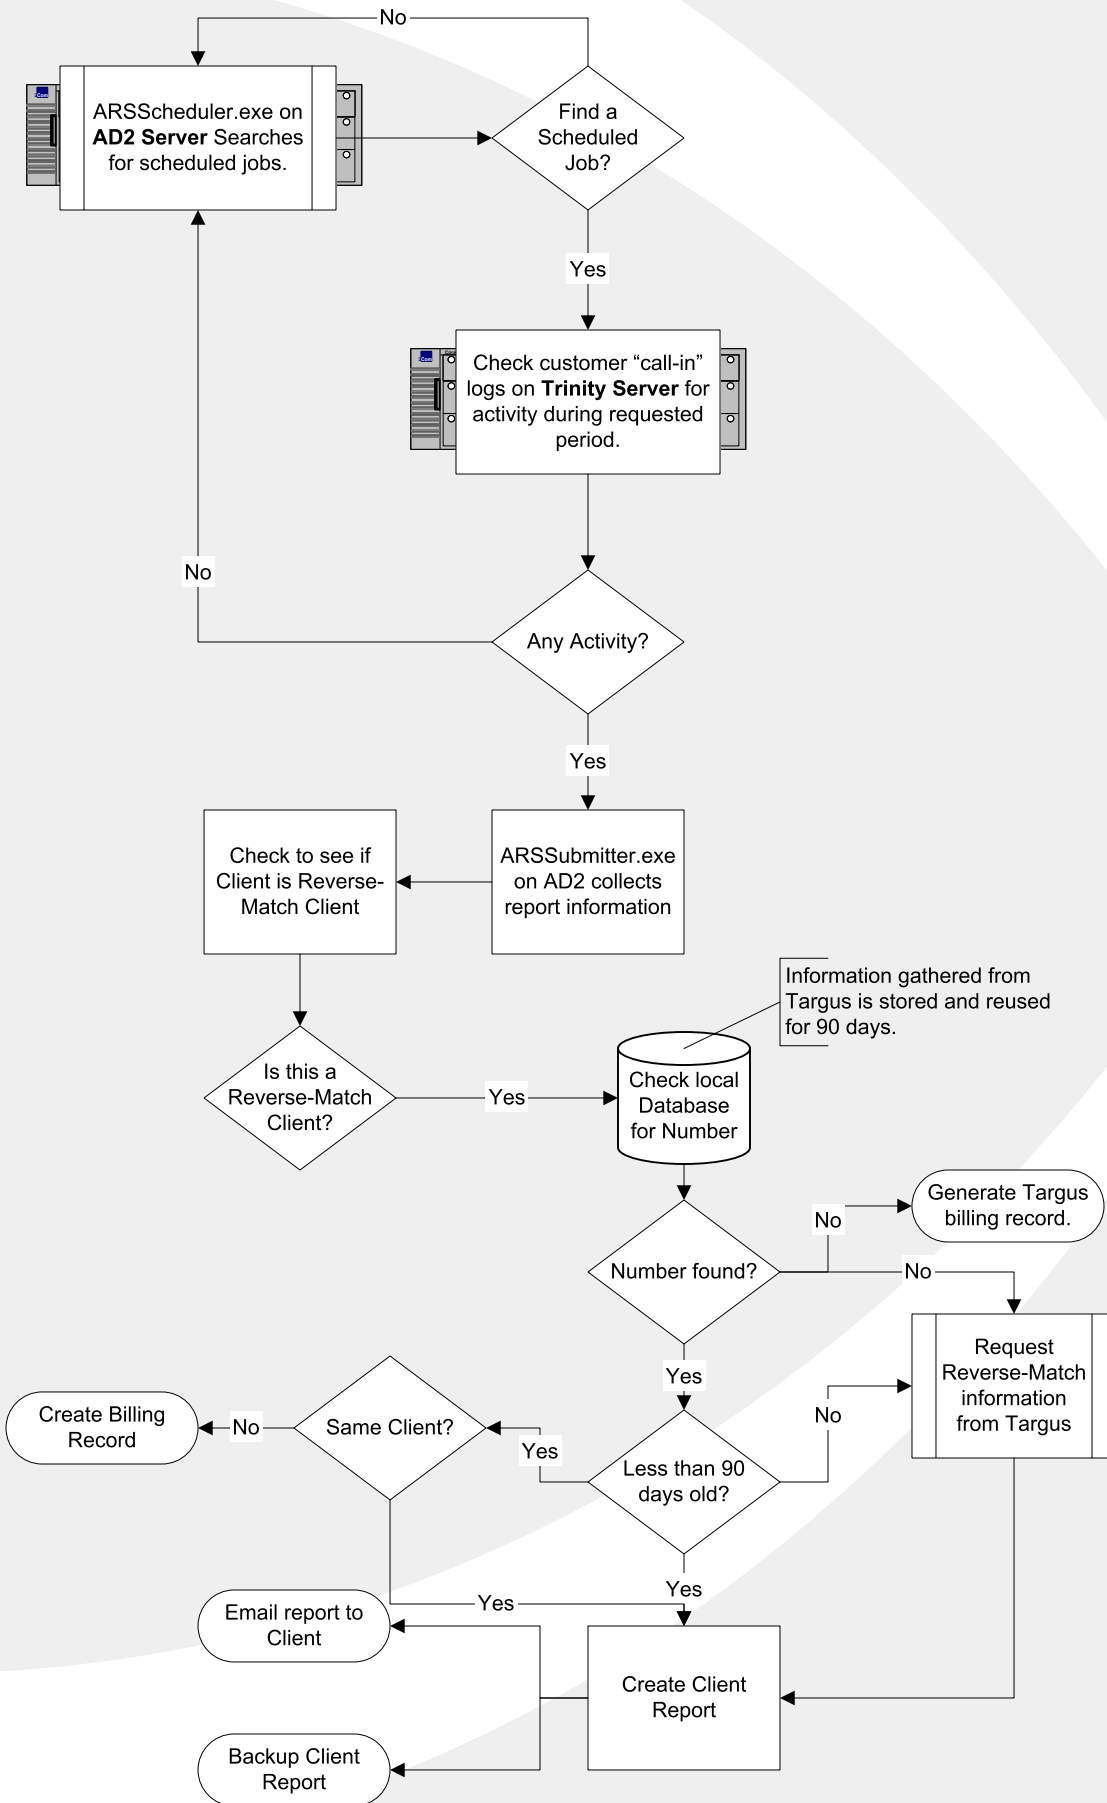 No
ARSScheduler.exe on
AD2 Server Searches
for scheduled jobs.
Find a
Scheduled
Job?
Yes
Check customer “call-in”
logs on Trinity Server for
activity during requested
period.
No
Any Activity?
Yes
Check to see if
Client is Reverse-
Match Client
ARSSubmitter.exe
on AD2 collects
report information
Information gathered from
Targus is stored and reused
for 90 days.
Is this a
Reverse-Match
Client?
Yes
Check local
Database
for Number
Generate Targus
billing record.
No
Number found?
No
Request
Reverse-Match
information
from Targus
Yes
Create Billing
Record
No
Same Client?
Yes
No
Less than 90
days old?
Yes
Yes
Email report to
Client
Create Client
Report
Backup Client
Report